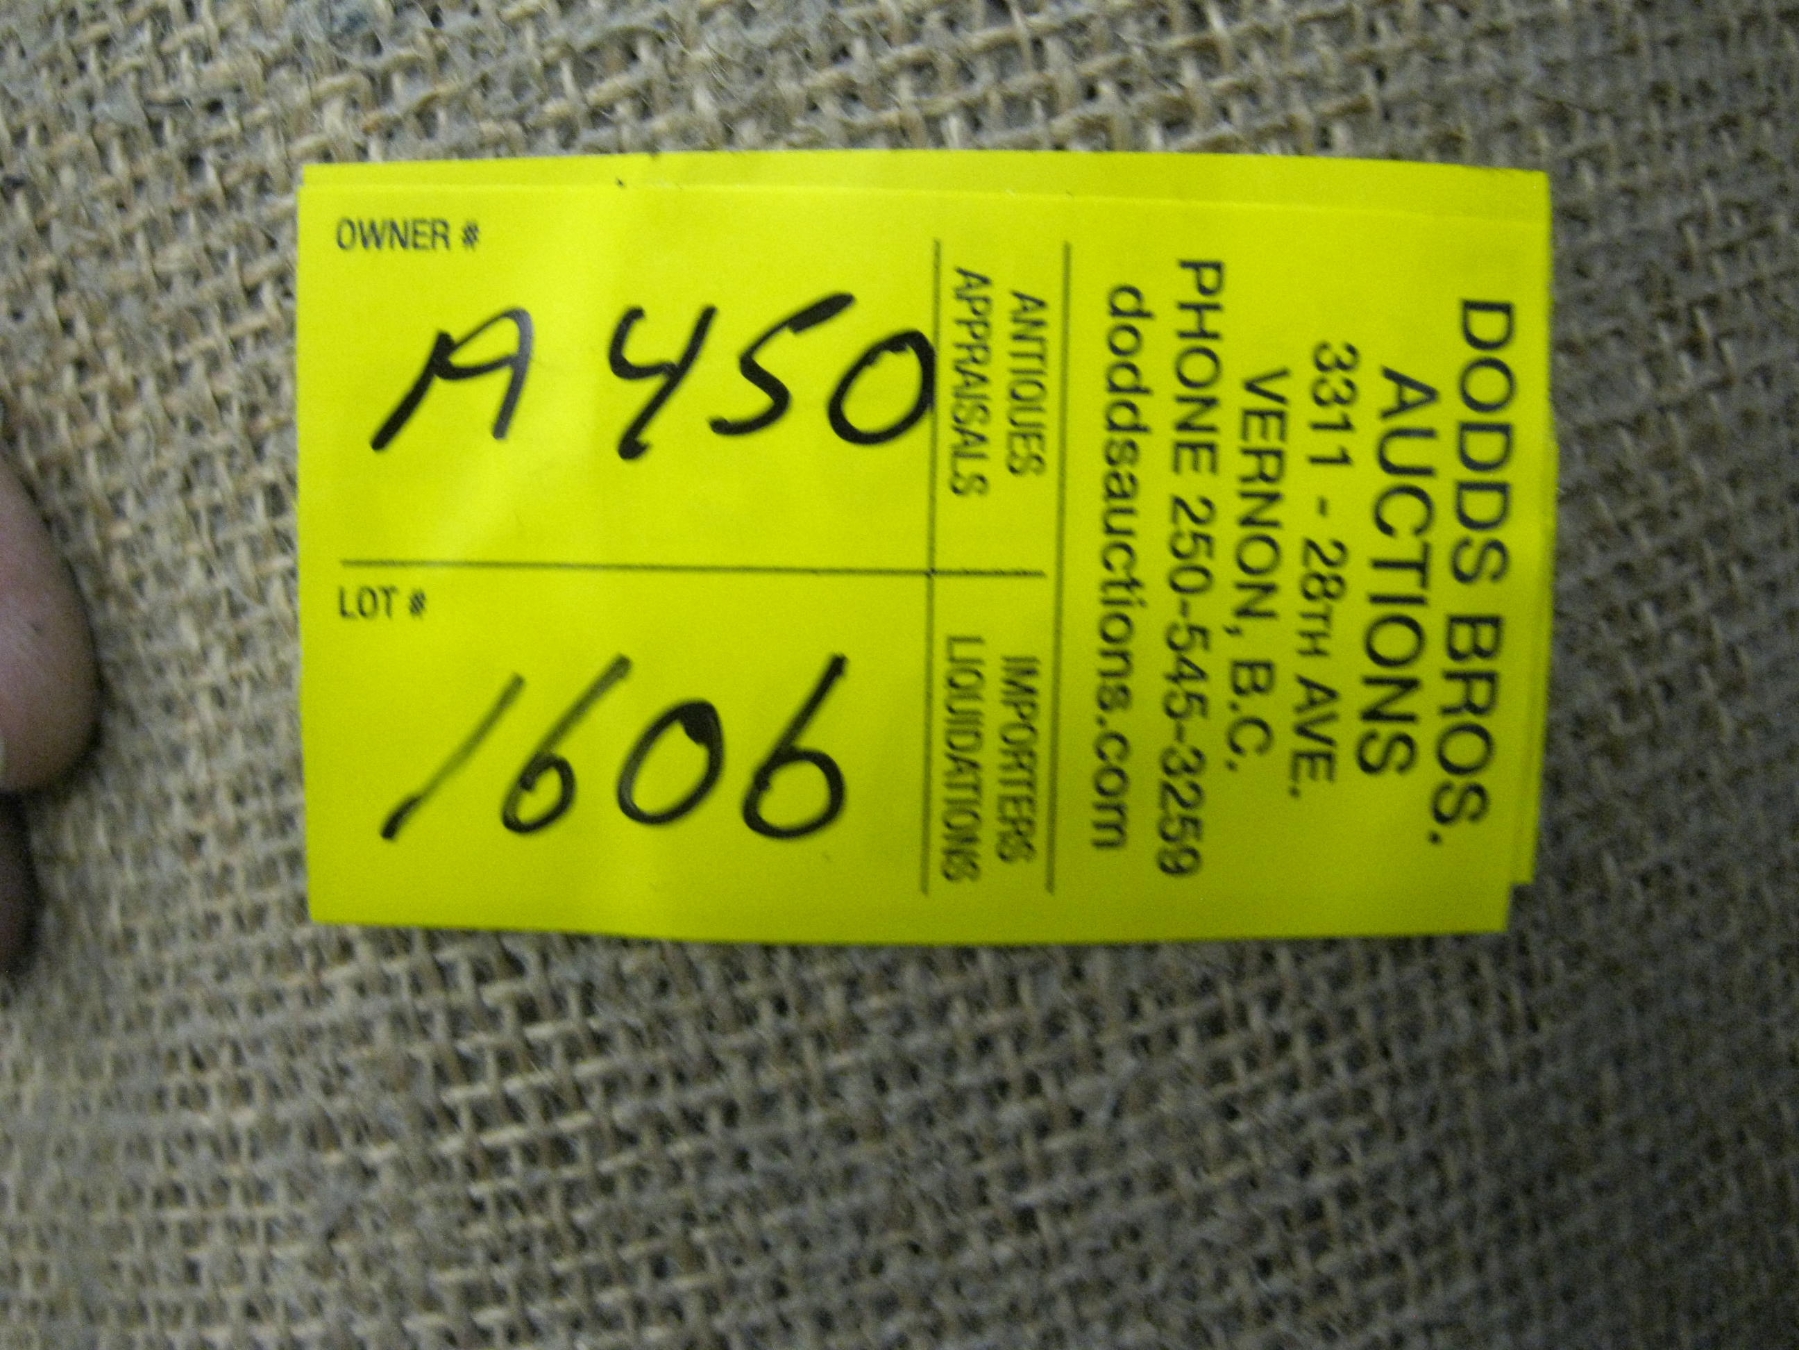 DODDS BROS.
AUCTIONS
3311 - 28TH AVE.
VERNON, B.C.
PHONE 250-545-3259
doddsauctions.com
ANTIQUES
APPRAISALS
IMPORTERS
LIQUIDATIONS
OWNER #
A450
LOT #
1606